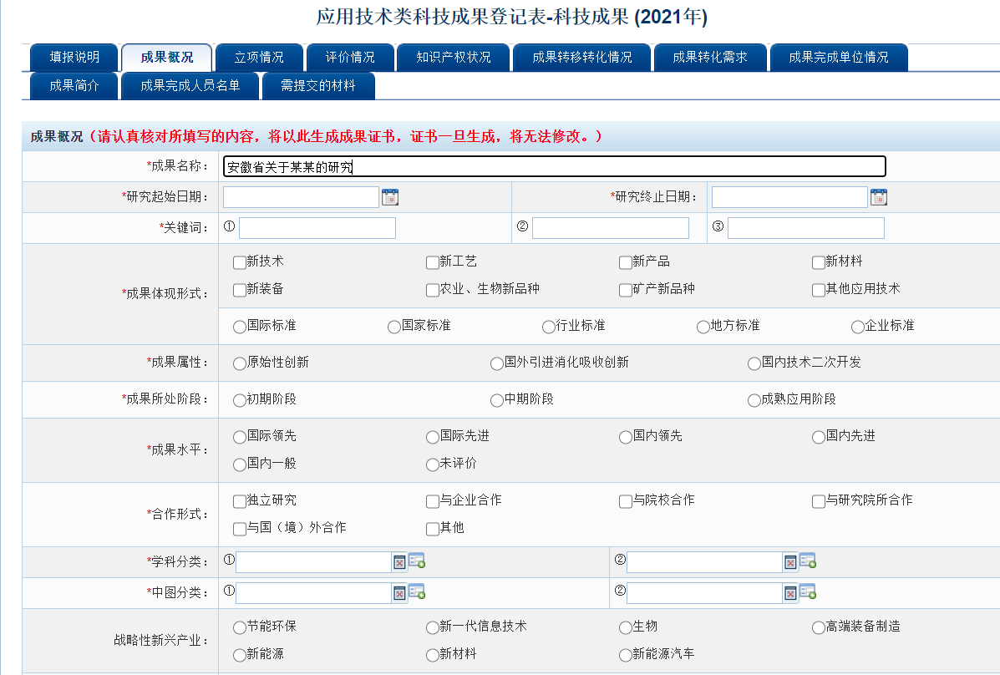 应用技术类科技成果登记表-科技成果 (2021年)
填报说明 成果概况 立项情况 评价情况 知识产权状况 成果转移转化情况 成果转化需求 成果完成单位情况
成果简介 成果完成人员名单 需提交的材料
成果概况（请认真核对所填写的内容，将以此生成成果证书，证书一旦生成，将无法修改。）
*成果名称： 安徽省关于某某的研究
*研究起始日期： *研究终止日期：
*关键词： ① ② ③
*成果体现形式：
新技术 新工艺 新产品 新材料
新装备 农业、生物新品种 矿产新品种 其他应用技术
国际标准 国家标准 行业标准 地方标准 企业标准
*成果属性： 原始性创新 国外引进消化吸收创新 国内技术二次开发
*成果所处阶段： 初期阶段 中期阶段 成熟应用阶段
*成果水平：
国际领先 国际先进 国内领先 国内先进
国内一般 未评价
*合作形式：
独立研究 与企业合作 与院校合作 与研究院所合作
与国（境）外合作 其他
*学科分类： ① ②
*中图分类： ① ②
战略性新兴产业：
节能环保 新一代信息技术 生物 高端装备制造
新能源 新材料 新能源汽车